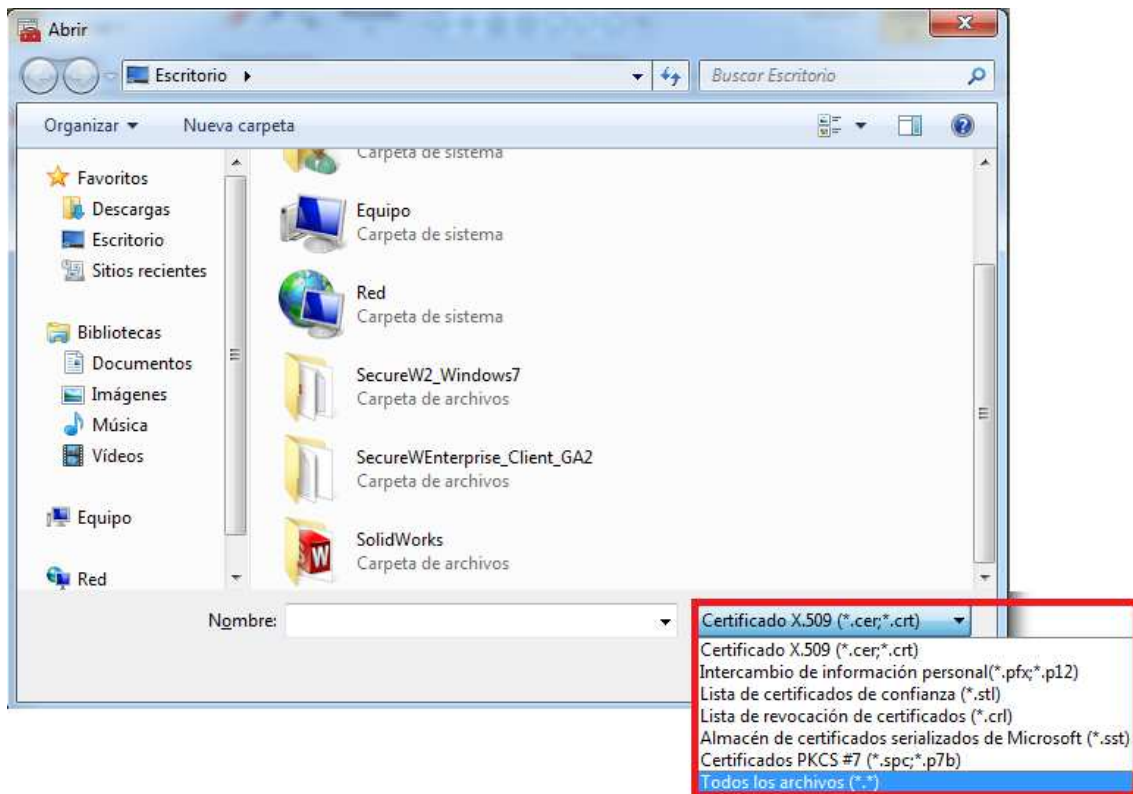 Abrir
Escritorio
Buscar Escritorio
Organizar
Nueva carpeta
Favoritos
Descargas
Escritorio
Sitios recientes
Bibliotecas
Documentos
Imágenes
Música
Vídeos
Equipo
Red
Carpeta de sistema
Equipo
Carpeta de sistema
Red
Carpeta de sistema
SecureW2_Windows7
Carpeta de archivos
SecureWEnterprise_Client_GA2
Carpeta de archivos
SolidWorks
Carpeta de archivos
Nombre:
Certificado X.509 (*.cer;*.crt)
Certificado X.509 (*.cer;*.crt)
Intercambio de información personal(*.pfx;*.p12)
Lista de certificados de confianza (*.stl)
Lista de revocación de certificados (*.crl)
Almacén de certificados serializados de Microsoft (*.sst)
Certificados PKCS #7 (*.spc;*.p7b)
Todos los archivos (*.*)